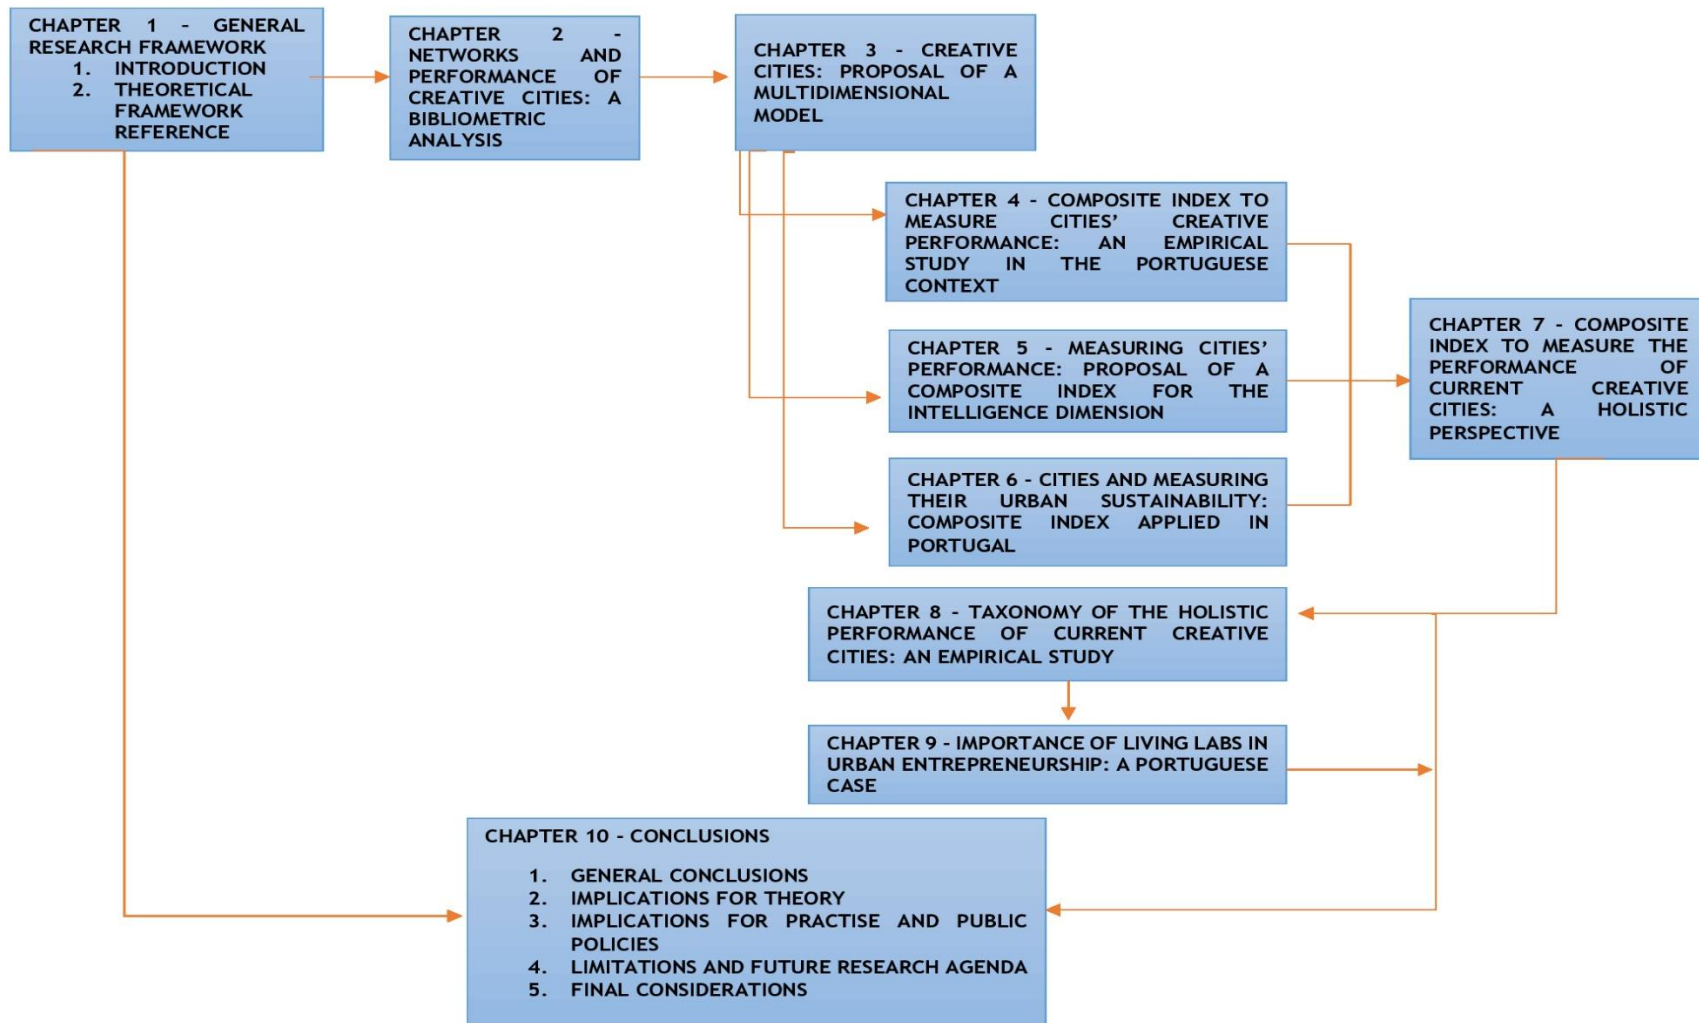 CHAPTER 1 - GENERAL
RESEARCH FRAMEWORK
1. INTRODUCTION
2. THEORETICAL
FRAMEWORK
REFERENCE
CHAPTER 2 -
NETWORKS AND
PERFORMANCE OF
CREATIVE CITIES: A
BIBLIOMETRIC
ANALYSIS
CHAPTER 3 - CREATIVE
CITIES: PROPOSAL OF A
MULTIDIMENSIONAL
MODEL
CHAPTER 4 - COMPOSITE INDEX TO
MEASURE CITIES’ CREATIVE
PERFORMANCE: AN EMPIRICAL
STUDY IN THE PORTUGUESE
CONTEXT
CHAPTER 5 - MEASURING CITIES’
PERFORMANCE: PROPOSAL OF A
COMPOSITE INDEX FOR THE
INTELLIGENCE DIMENSION
CHAPTER 6 - CITIES AND MEASURING
THEIR URBAN SUSTAINABILITY:
COMPOSITE INDEX APPLIED IN
PORTUGAL
CHAPTER 7 - COMPOSITE
INDEX TO MEASURE THE
PERFORMANCE OF
CURRENT CREATIVE
CITIES: A HOLISTIC
PERSPECTIVE
CHAPTER 8 - TAXONOMY OF THE HOLISTIC
PERFORMANCE OF CURRENT CREATIVE
CITIES: AN EMPIRICAL STUDY
CHAPTER 9 - IMPORTANCE OF LIVING LABS IN
URBAN ENTREPRENEURSHIP: A PORTUGUESE
CASE
CHAPTER 10 - CONCLUSIONS
1. GENERAL CONCLUSIONS
2. IMPLICATIONS FOR THEORY
3. IMPLICATIONS FOR PRACTISE AND PUBLIC
POLICIES
4. LIMITATIONS AND FUTURE RESEARCH AGENDA
5. FINAL CONSIDERATIONS